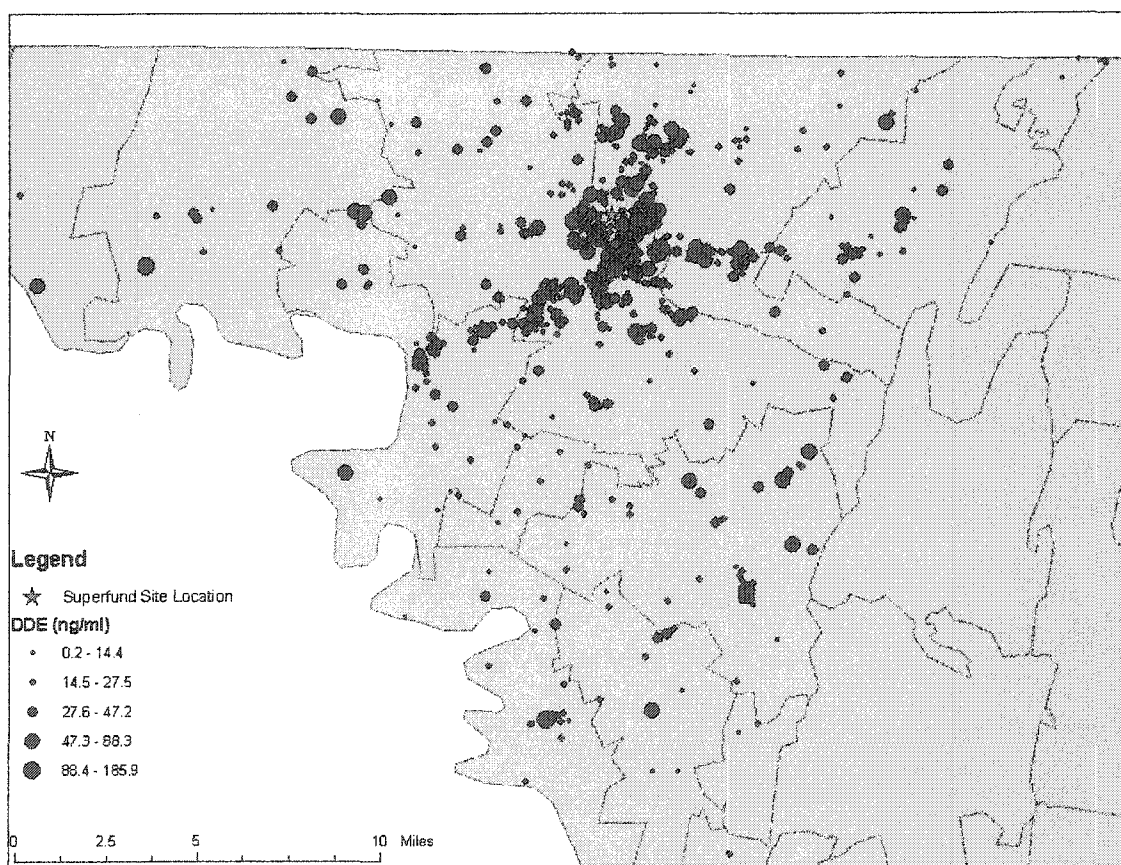 N
Legend
Superfund Site Location
DDE (ng/ml)
0.2 - 14.4
14.5 - 27.5
27.6 - 47.2
47.3 - 88.3
88.4 - 185.9
0 2.5 5 10 Miles